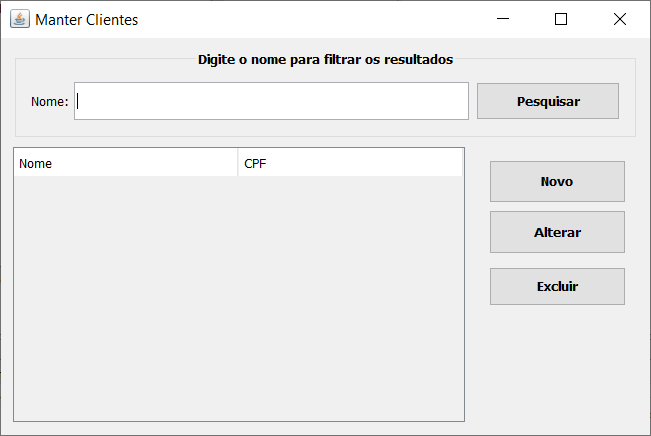 Manter Clientes
Digite o nome para filtrar os resultados
Nome:
Pesquisar
Nome CPF
Novo
Alterar
Excluir